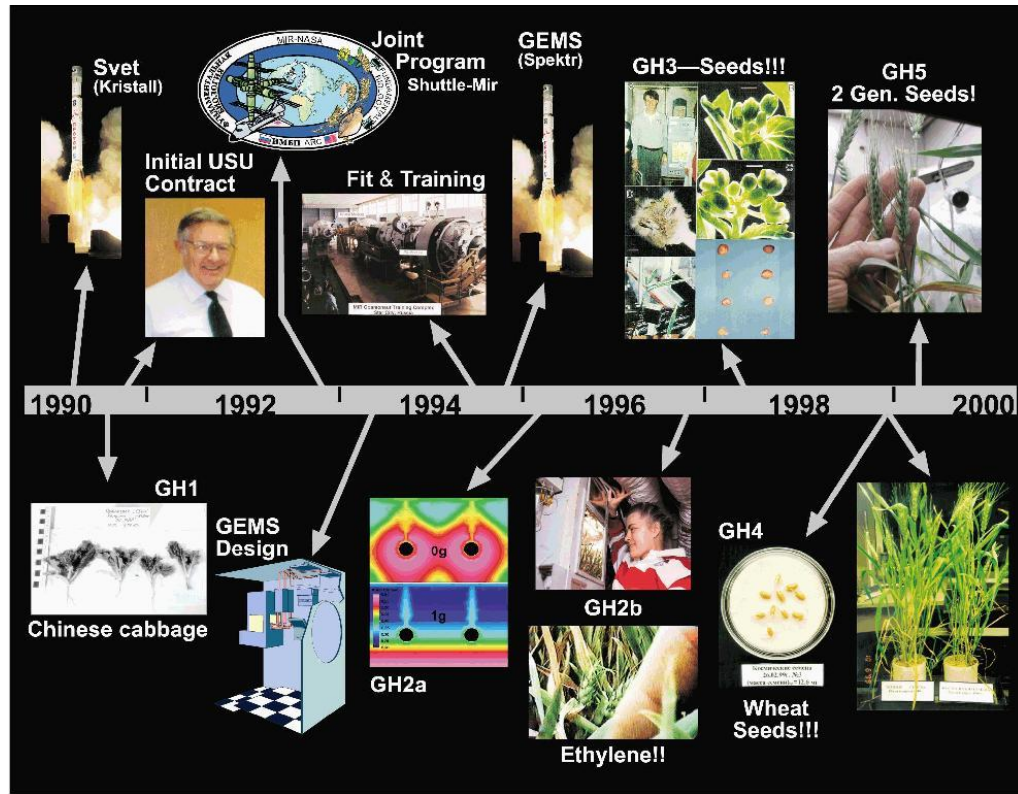 Svet
(Kristall)
MIR-NASA
ВМБП ARC
Joint
Program
Shuttle-Mir
GEMS
(Spektr)
GH3—Seeds!!!
GH5
2 Gen. Seeds!
Initial USU
Contract
Fit & Training
1990
1992
1994
1996
1998
2000
GH1
Chinese cabbage
GEMS
Design
0g
1g
GH2a
GH2b
Ethylene!!
GH4
Wheat
Seeds!!!